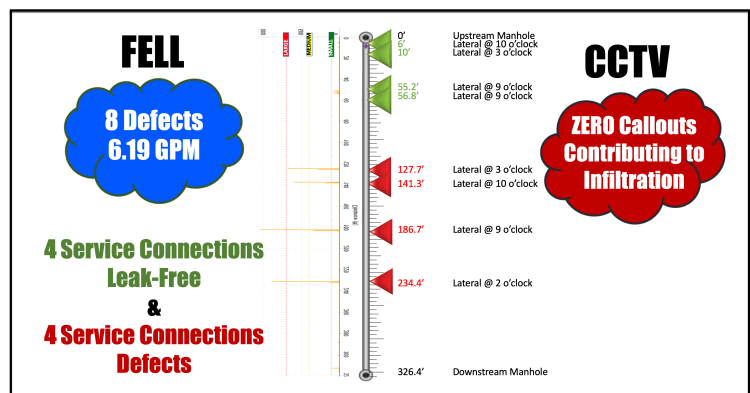 FELL
8 Defects
6.19 GPM
4 Service Connections
Leak-Free
&
4 Service Connections
Defects
LARGE
MEDIUM
SMALL
0’ Upstream Manhole
6’ Lateral @ 10 o’clock
10’ Lateral @ 3 o’clock
55.2’ Lateral @ 9 o’clock
56.8’ Lateral @ 9 o’clock
127.7’ Lateral @ 3 o’clock
141.3’ Lateral @ 10 o’clock
186.7’ Lateral @ 9 o’clock
234.4’ Lateral @ 2 o’clock
326.4’ Downstream Manhole
CCTV
ZERO Callouts
Contributing to
Infiltration